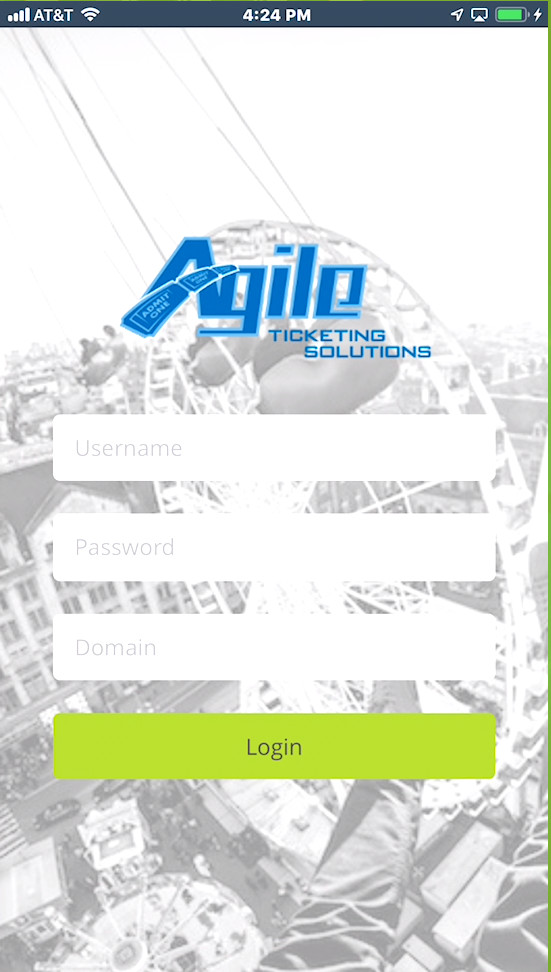 AT&T
4:24 PM
Agile
ADMIT
ONE
TICKETING
SOLUTIONS
Username
Password
Domain
Login